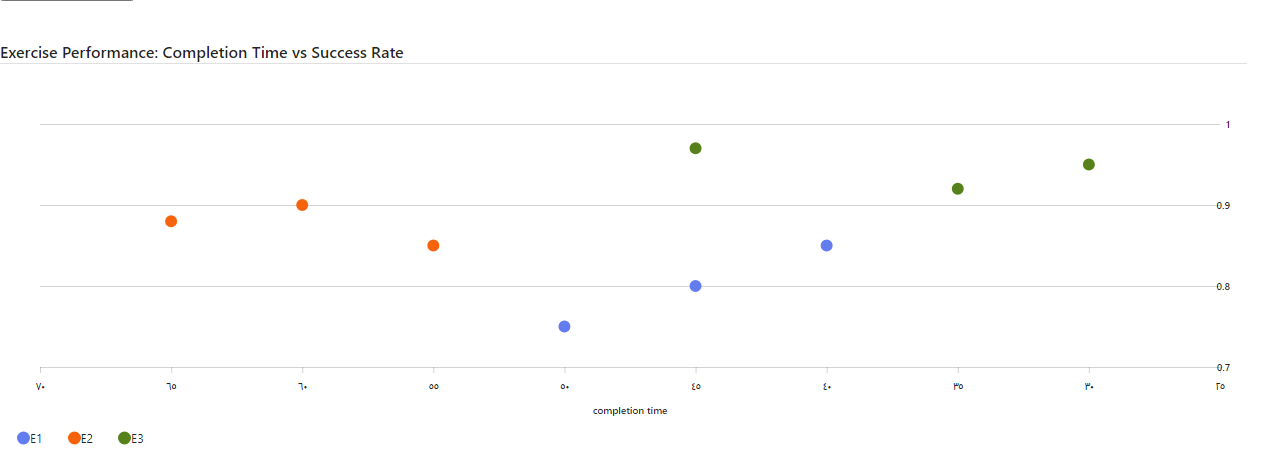 Exercise Performance: Completion Time vs Success Rate
1
0.9
0.8
0.7
٧٠ ٦٥ ٦٠ ٥٥ ٥٠ ٤٥ ٤٠ ٣٥ ٣٠ ٢٥
completion time
E1 E2 E3